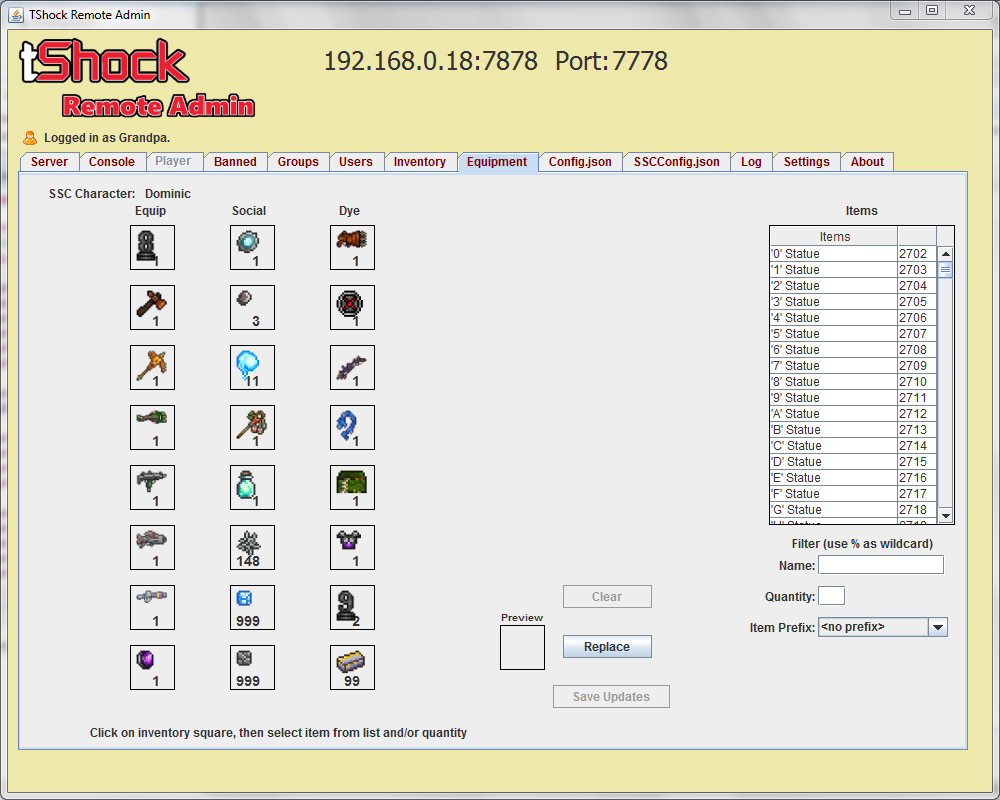 TShock Remote Admin
tShock
Remote Admin
192.168.0.18:7878 Port: 7778
Logged in as Grandpa.
Server Console Player Banned Groups Users Inventory Equipment Config.json SSCConfig.json Log Settings About
SSC Character: Dominic
Equip Social Dye
1 1 1
1 3 1
1 11 1
1 1 1
1 1 1
1 148 1
1 999 2
1 999 99
Items
Items
'0' Statue 2702
'1' Statue 2703
'2' Statue 2704
'3' Statue 2705
'4' Statue 2706
'5' Statue 2707
'6' Statue 2708
'7' Statue 2709
'8' Statue 2710
'9' Statue 2711
'A' Statue 2712
'B' Statue 2713
'C' Statue 2714
'D' Statue 2715
'E' Statue 2716
'F' Statue 2717
'G' Statue 2718
Filter (use % as wildcard)
Name:
Quantity:
Item Prefix: <no prefix>
Preview
Clear
Replace
Save Updates
Click on inventory square, then select item from list and/or quantity